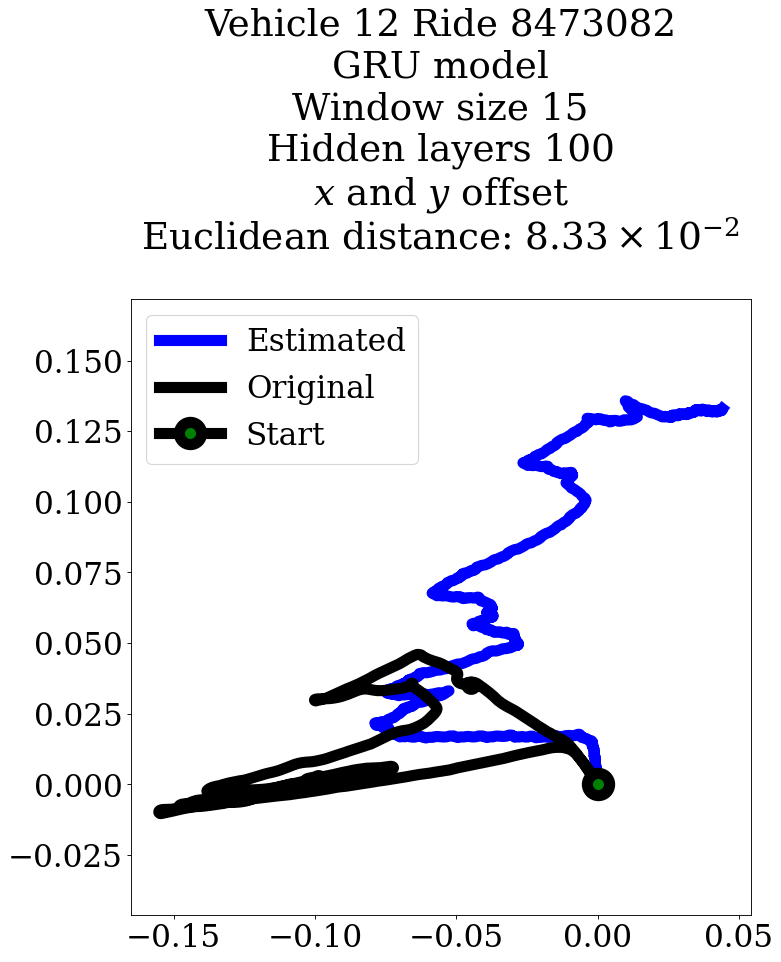 Vehicle 12 Ride 8473082
GRU model
Window size 15
Hidden layers 100
x and y offset
Euclidean distance: 8.33 × 10⁻²
Estimated
Original
Start
0.150
0.125
0.100
0.075
0.050
0.025
0.000
−0.025
−0.15 −0.10 −0.05 0.00 0.05